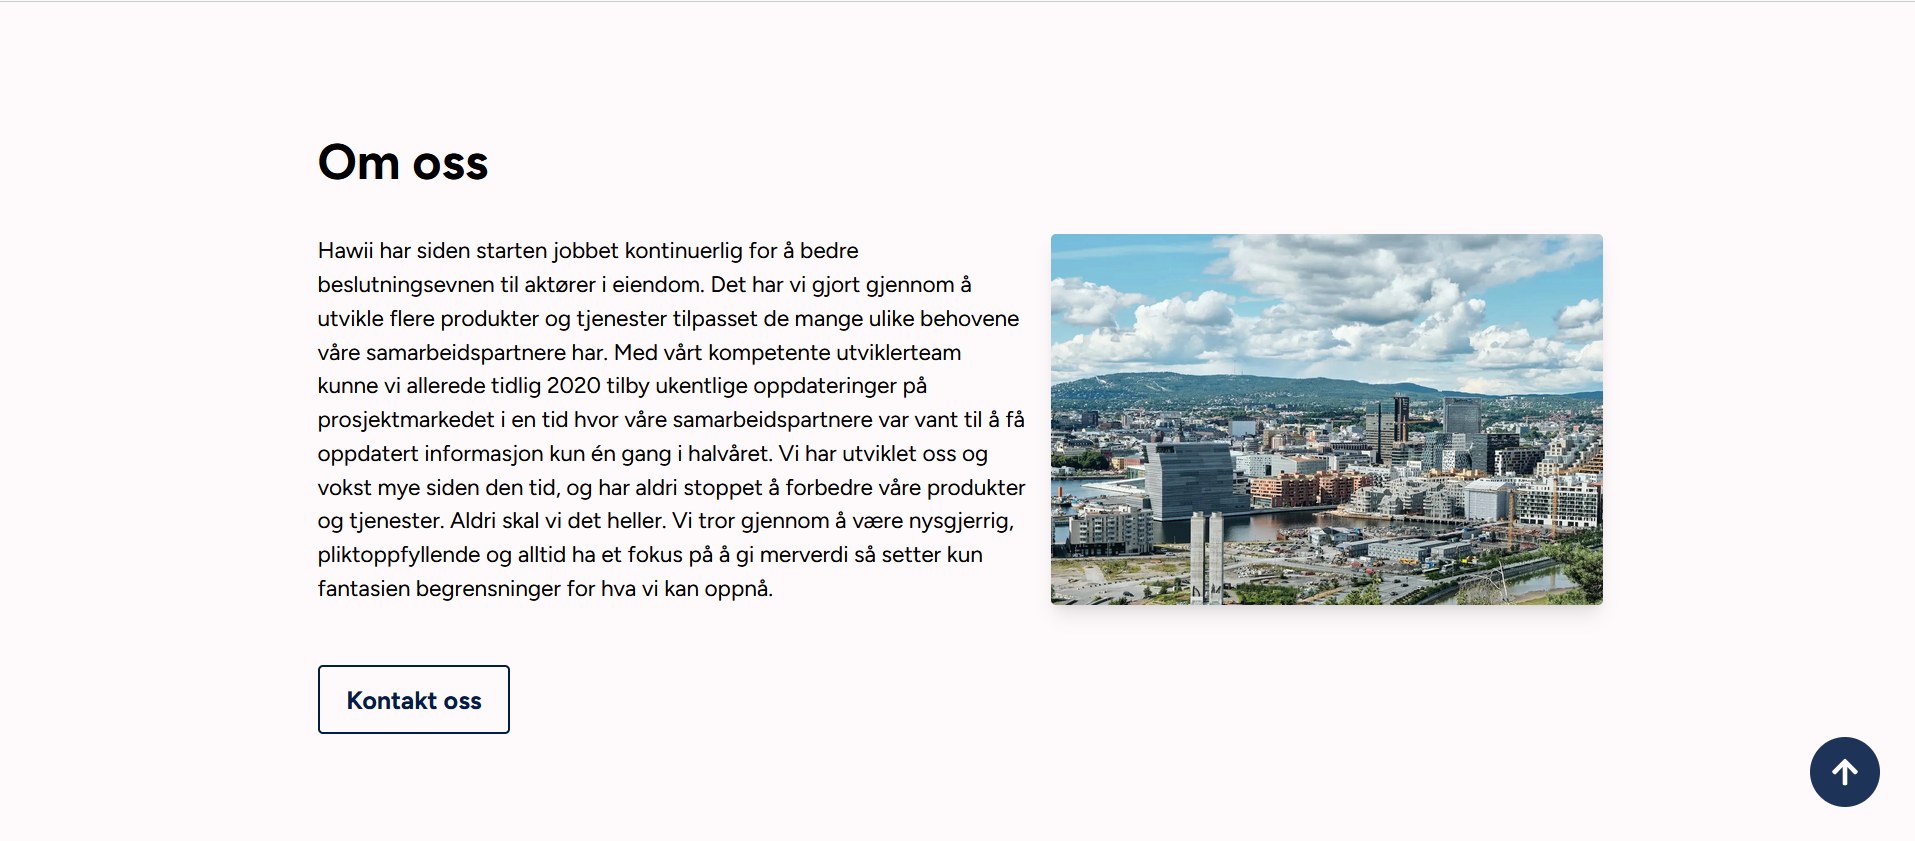 Om oss
Hawii har siden starten jobbet kontinuerlig for å bedre
beslutningsevnen til aktører i eiendom. Det har vi gjort gjennom å
utvikle flere produkter og tjenester tilpasset de mange ulike behovene
våre samarbeidspartnere har. Med vårt kompetente utviklerteam
kunne vi allerede tidlig 2020 tilby ukentlige oppdateringer på
prosjektmarkedet i en tid hvor våre samarbeidspartnere var vant til å få
oppdatert informasjon kun én gang i halvåret. Vi har utviklet oss og
vokst mye siden den tid, og har aldri stoppet å forbedre våre produkter
og tjenester. Aldri skal vi det heller. Vi tror gjennom å være nysgjerrig,
pliktoppfyllende og alltid ha et fokus på å gi merverdi så setter kun
fantasien begrensninger for hva vi kan oppnå.
Kontakt oss